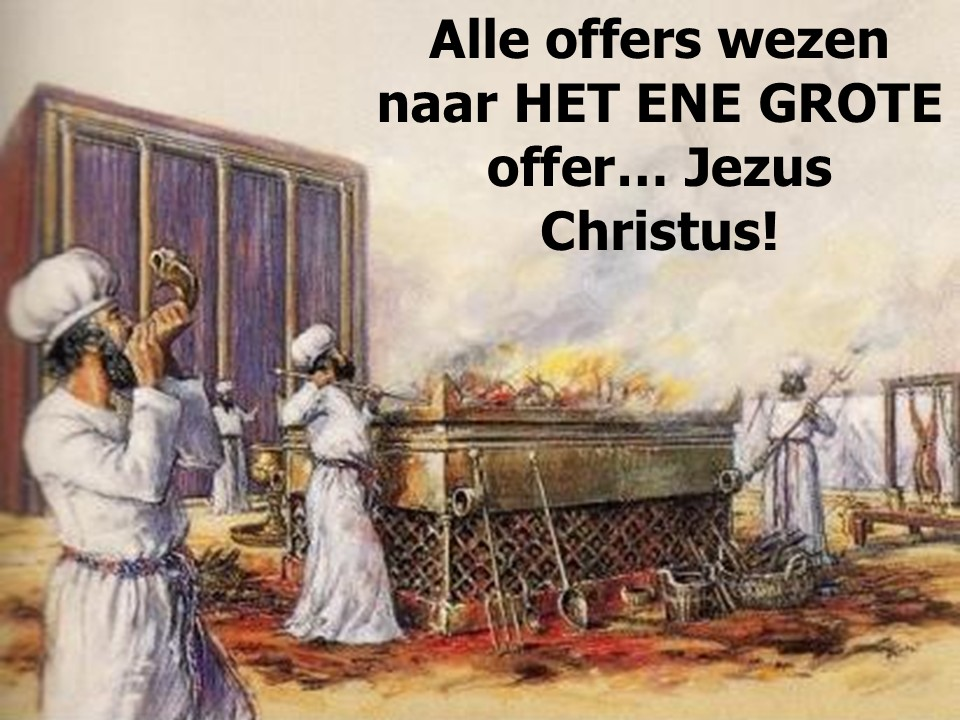 Alle offers wezen
naar HET ENE GROTE
offer… Jezus
Christus!